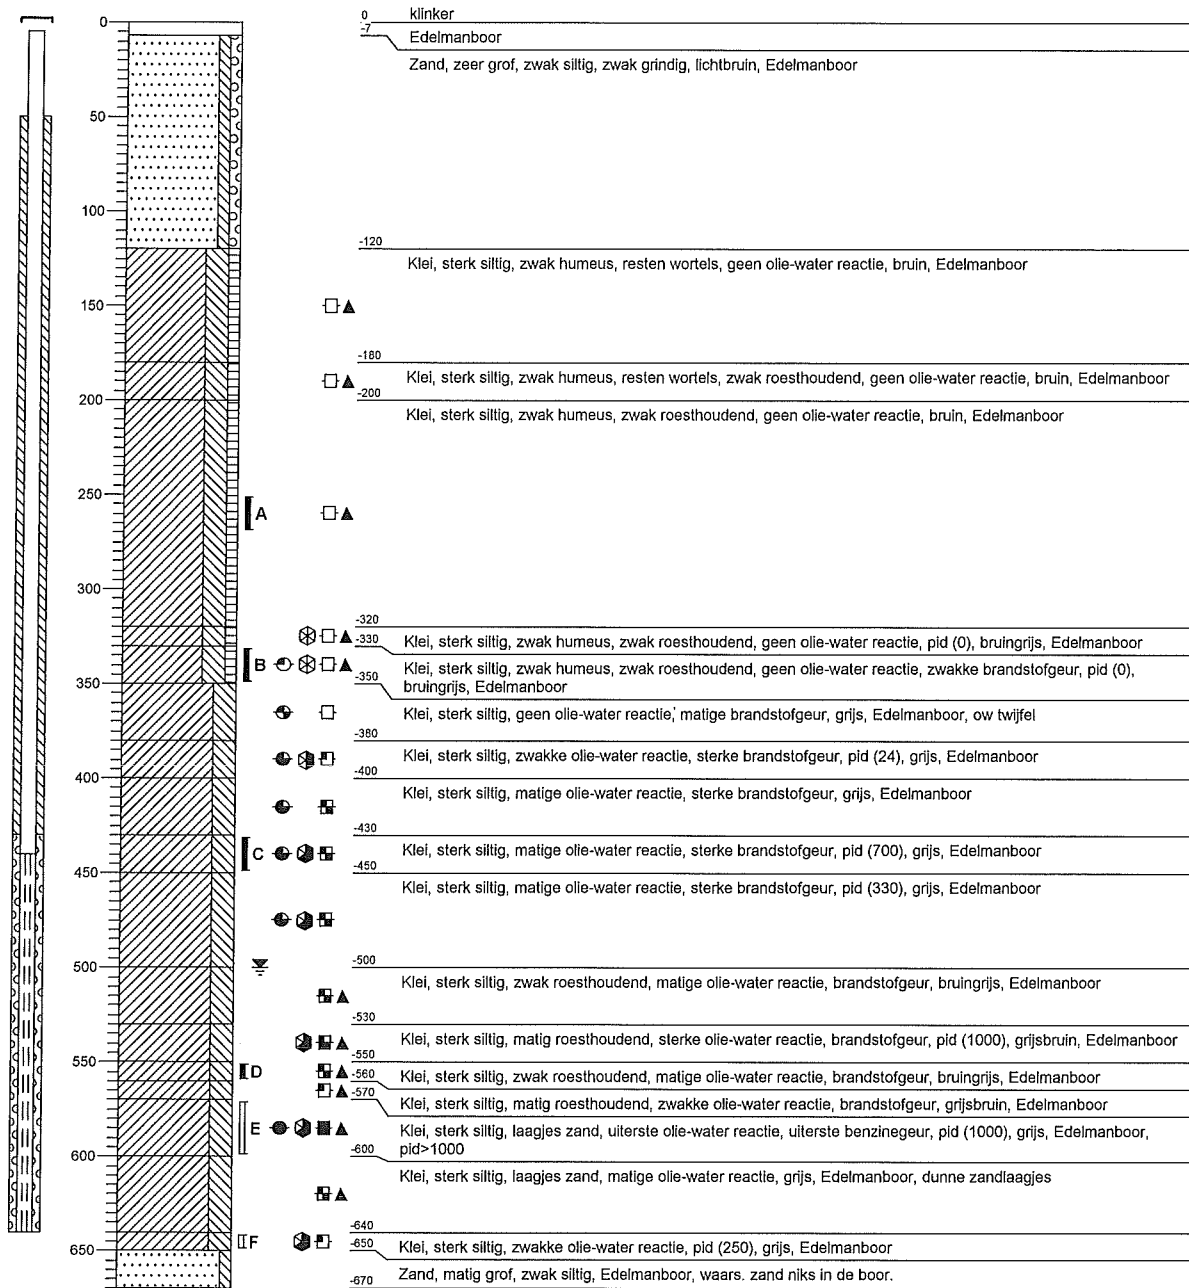 0 klinker
0
-7 Edelmanboor
Zand, zeer grof, zwak siltig, zwak grindig, lichtbruin, Edelmanboor
50
100
-120
Klei, sterk siltig, zwak humeus, resten wortels, geen olie-water reactie, bruin, Edelmanboor
150
-180
Klei, sterk siltig, zwak humeus, resten wortels, zwak roesthoudend, geen olie-water reactie, bruin, Edelmanboor
200
-200
Klei, sterk siltig, zwak humeus, zwak roesthoudend, geen olie-water reactie, bruin, Edelmanboor
250
A
300
-320
-330 Klei, sterk siltig, zwak humeus, zwak roesthoudend, geen olie-water reactie, pid (0), bruingrijs, Edelmanboor
B
Klei, sterk siltig, zwak humeus, zwak roesthoudend, geen olie-water reactie, zwakke brandstofgeur, pid (0),
350
-350 bruingrijs, Edelmanboor
Klei, sterk siltig, geen olie-water reactie, matige brandstofgeur, grijs, Edelmanboor, ow twijfel
-380
Klei, sterk siltig, zwakke olie-water reactie, sterke brandstofgeur, pid (24), grijs, Edelmanboor
400
-400
Klei, sterk siltig, matige olie-water reactie, sterke brandstofgeur, grijs, Edelmanboor
-430
C
Klei, sterk siltig, matige olie-water reactie, sterke brandstofgeur, pid (700), grijs, Edelmanboor
450
-450
Klei, sterk siltig, matige olie-water reactie, sterke brandstofgeur, pid (330), grijs, Edelmanboor
500
-500
Klei, sterk siltig, zwak roesthoudend, matige olie-water reactie, brandstofgeur, bruingrijs, Edelmanboor
-530
Klei, sterk siltig, matig roesthoudend, sterke olie-water reactie, brandstofgeur, pid (1000), grijsbruin, Edelmanboor
550
-550
D
-560 Klei, sterk siltig, zwak roesthoudend, matige olie-water reactie, brandstofgeur, bruingrijs, Edelmanboor
-570 Klei, sterk siltig, matig roesthoudend, zwakke olie-water reactie, brandstofgeur, grijsbruin, Edelmanboor
E
Klei, sterk siltig, laagjes zand, uiterste olie-water reactie, uiterste benzinegeur, pid (1000), grijs, Edelmanboor,
600
-600 pid>1000
Klei, sterk siltig, laagjes zand, matige olie-water reactie, grijs, Edelmanboor, dunne zandlaagjes
-640
F
650
-650 Klei, sterk siltig, zwakke olie-water reactie, pid (250), grijs, Edelmanboor
-670 Zand, matig grof, zwak siltig, Edelmanboor, waars. zand niks in de boor.